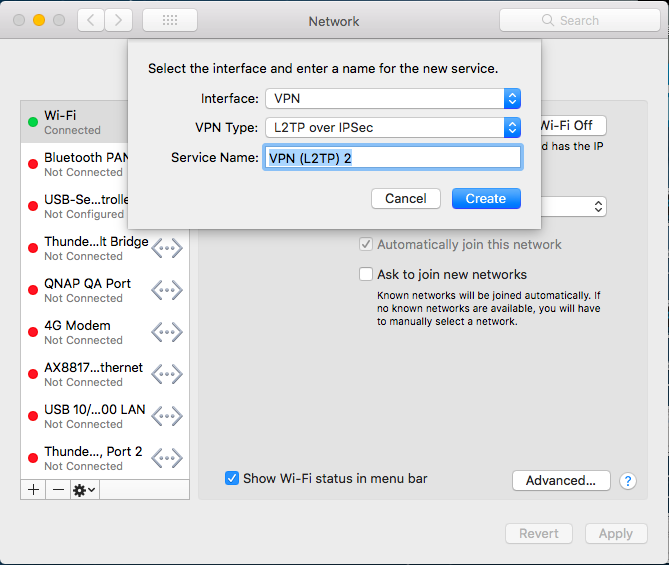 Network
Search
Select the interface and enter a name for the new service.
Interface: VPN
VPN Type: L2TP over IPSec
Service Name: VPN (L2TP) 2
Cancel Create
Wi-Fi
Connected
Wi-Fi Off
Bluetooth PAN
Not Connected
d has the IP
USB-Se...trolle
Not Configured
Thunde...lt Bridge
Not Connected
Automatically join this network
QNAP QA Port
Not Connected
Ask to join new networks
Known networks will be joined automatically. If
no known networks are available, you will have
to manually select a network.
4G Modem
Not Connected
AX8817...thernet
Not Connected
USB 10/...00 LAN
Not Connected
Thunde..., Port 2
Not Connected
Show Wi-Fi status in menu bar
Advanced... ?
Revert Apply